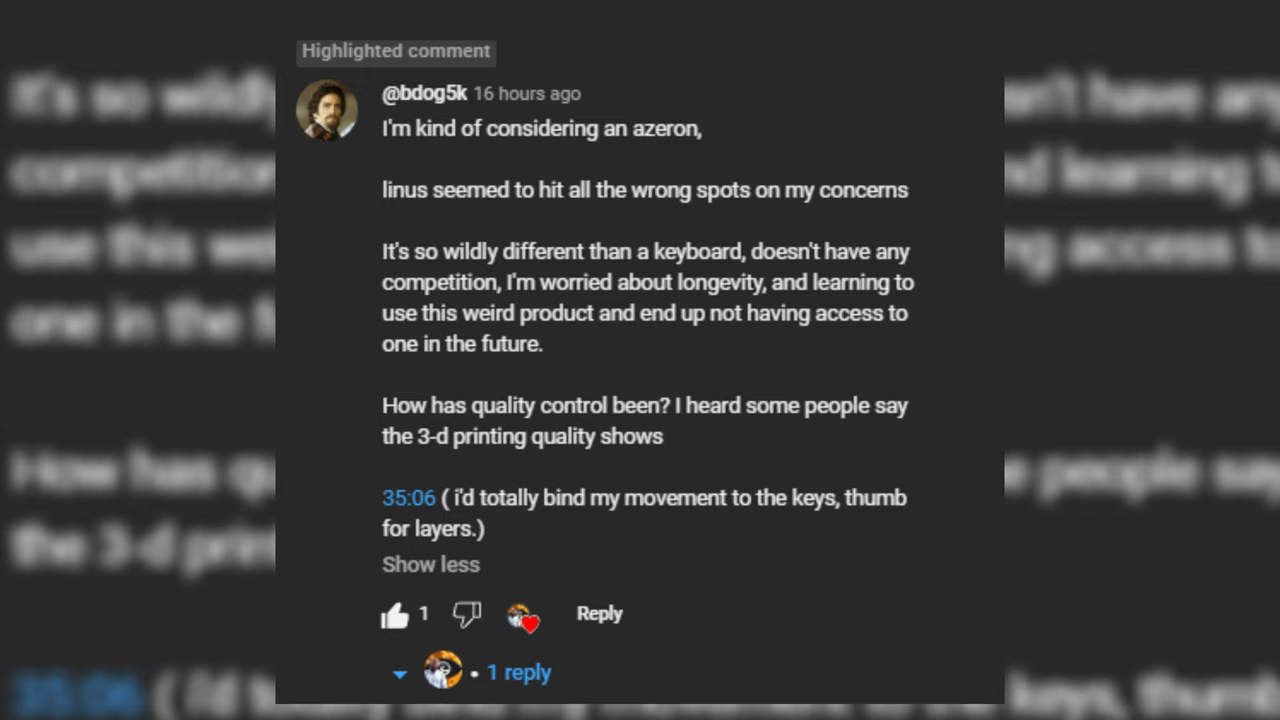 Highlighted comment
@bdog5k 16 hours ago
I'm kind of considering an azeron,
linus seemed to hit all the wrong spots on my concerns
It's so wildly different than a keyboard, doesn't have any
competition, I'm worried about longevity, and learning to
use this weird product and end up not having access to
one in the future.
How has quality control been? I heard some people say
the 3-d printing quality shows
35:06 ( i'd totally bind my movement to the keys, thumb
for layers.)
Show less
1 Reply
• 1 reply